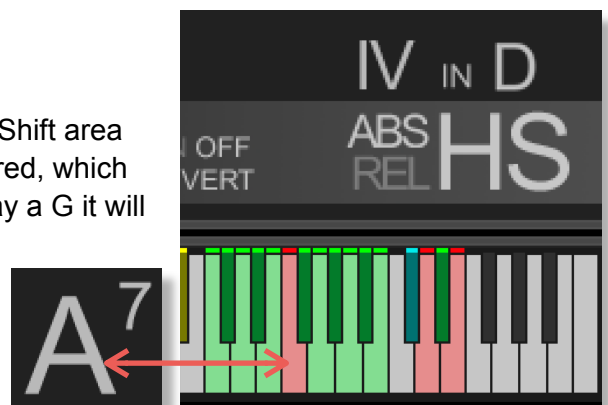 IV IN D
Shift area
red, which
ay a G it will
OFF
VERT
ABS
REL
HS
A7